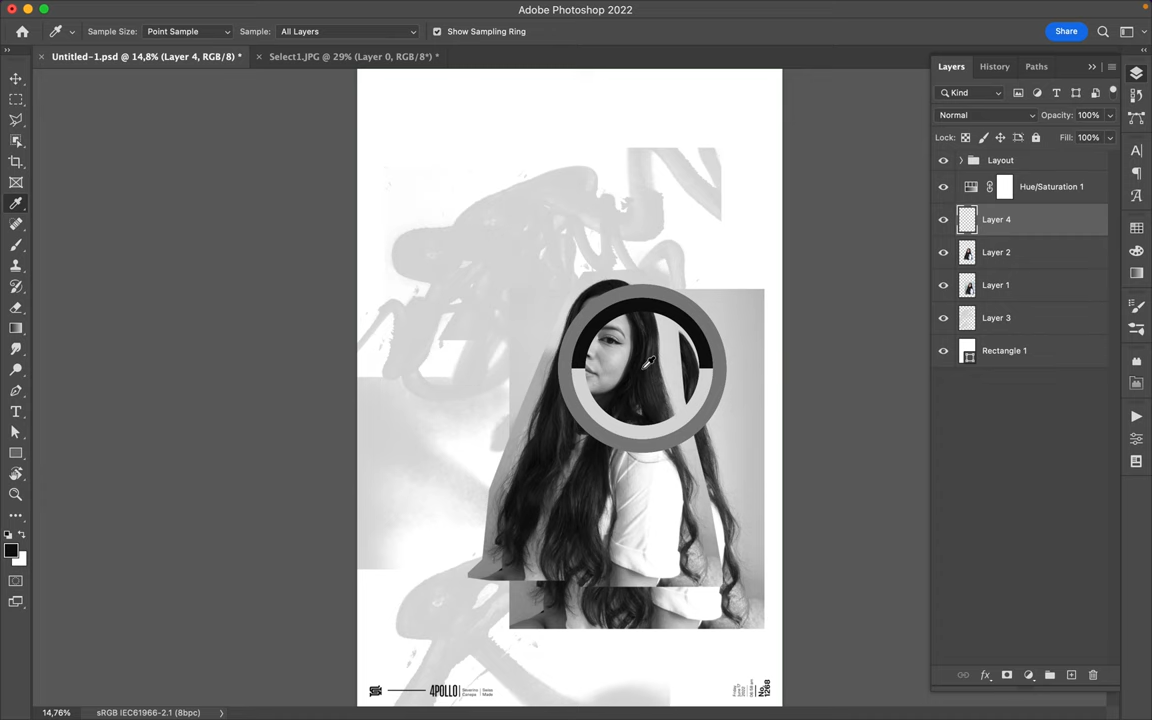 Adobe Photoshop 2022
Sample Size: Point Sample Sample: All Layers Show Sampling Ring Share
Untitled-1.psd @ 14,8% (Layer 4, RGB/8) * Select1.JPG @ 29% (Layer 0, RGB/8*) *
Layers History Paths
Kind
Normal Opacity: 100%
Lock: Fill: 100%
Layout
Hue/Saturation 1
Layer 4
Layer 2
Layer 1
Layer 3
Rectangle 1
4POLLO
No 1268
14,76% sRGB IEC61966-2.1 (8bpc)